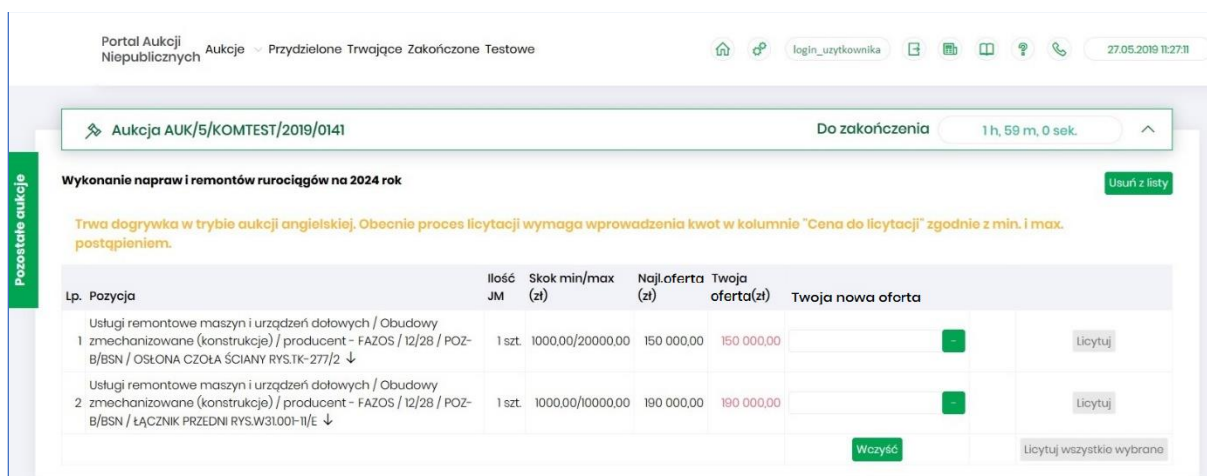 Portal Aukcji
Niepublicznych
Aukcje Przydzielone Trwające Zakończone Testowe
login_uzytkownika
27.05.2019 11:27:11
Aukcja AUK/5/KOMTEST/2019/0141
Do zakończenia
1 h, 59 m, 0 sek.
Pozostałe aukcje
Wykonanie napraw i remontów rurociągów na 2024 rok
Usuń z listy
Trwa dogrywka w trybie aukcji angielskiej. Obecnie proces licytacji wymaga wprowadzenia kwot w kolumnie "Cena do licytacji" zgodnie z min. i max.
postąpieniem.
Lp. Pozycja
Ilość
JM
Skok min/max
(zł)
Najl.oferta
(zł)
Twoja
oferta(zł)
Twoja nowa oferta
Usługi remontowe maszyn i urządzeń dołowych / Obudowy
1 zmechanizowane (konstrukcje) / producent - FAZOS / 12/28 / POZ- 1 szt. 1000,00/20000,00 150 000,00 150 000,00 - Licytuj
B/BSN / OSŁONA CZOŁA ŚCIANY RYS.TK-277/2 ↓
Usługi remontowe maszyn i urządzeń dołowych / Obudowy
2 zmechanizowane (konstrukcje) / producent - FAZOS / 12/28 / POZ- 1 szt. 1000,00/10000,00 190 000,00 190 000,00 - Licytuj
B/BSN / ŁĄCZNIK PRZEDNI RYS.W31.001-11/E ↓
Wczyść
Licytuj wszystkie wybrane